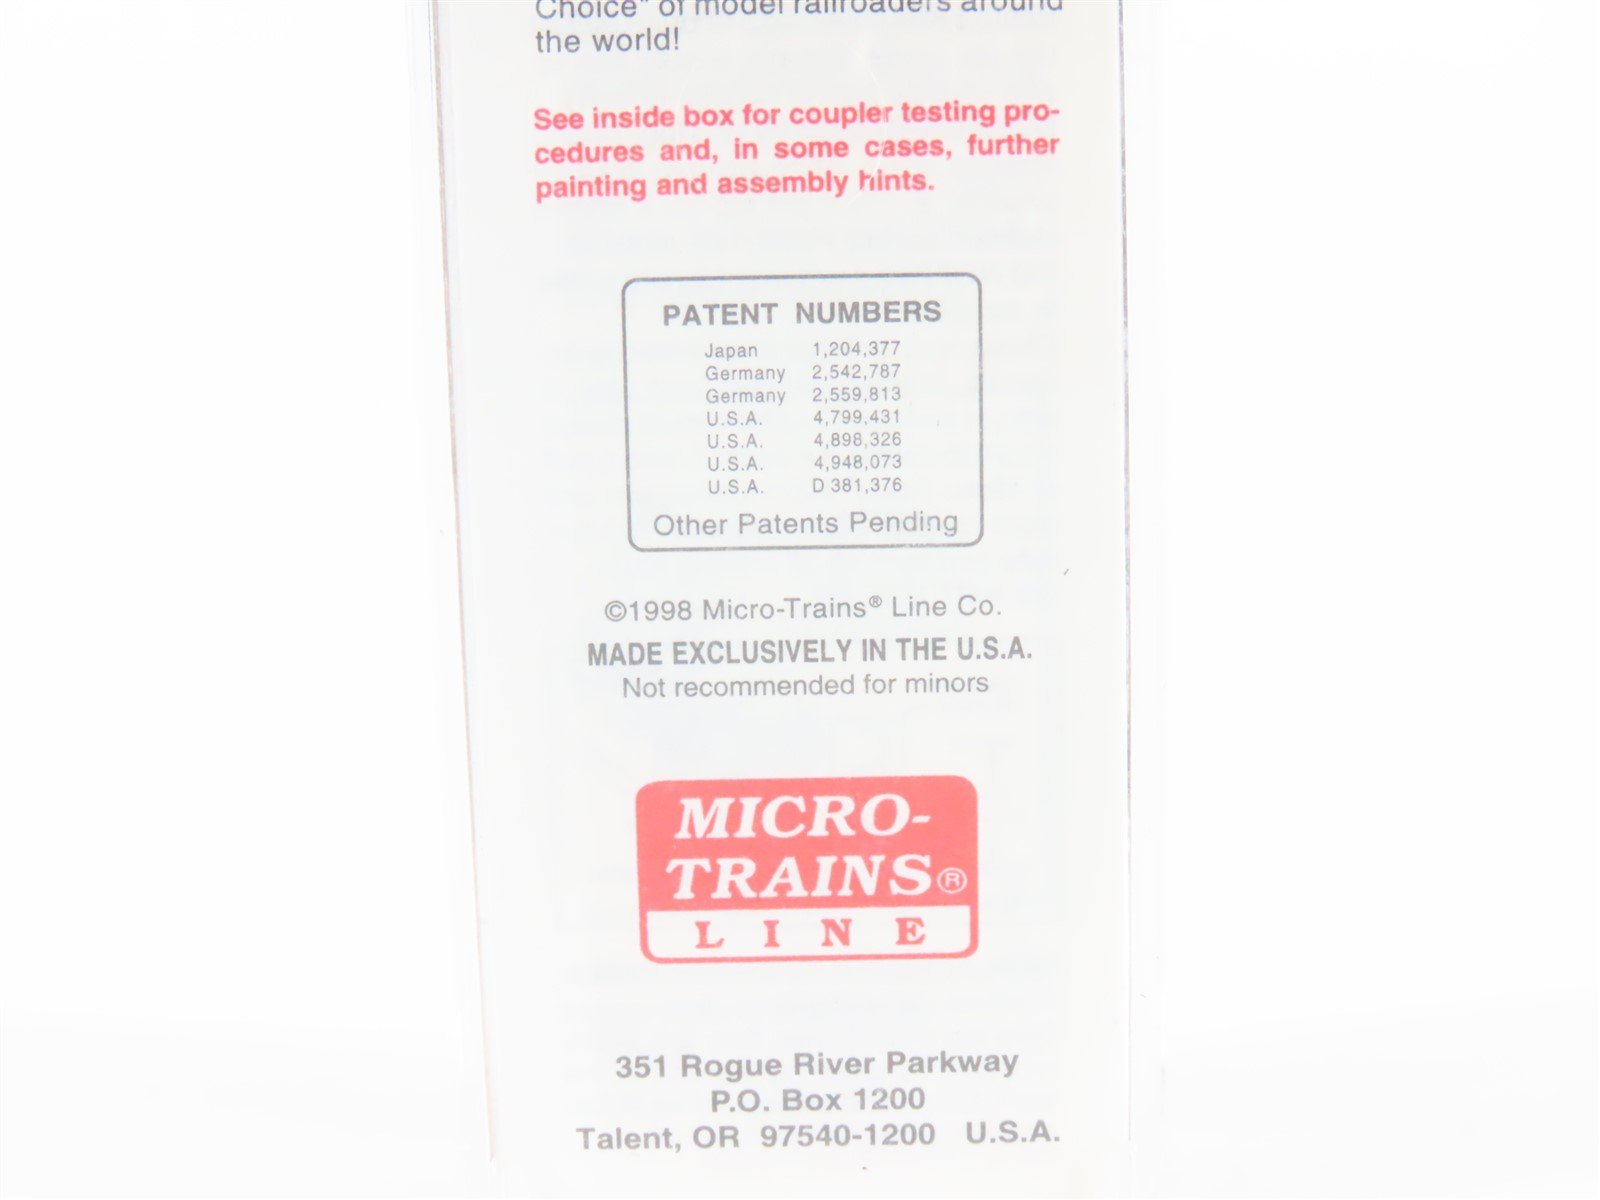 Choice" of model railroaders around
the world!
See inside box for coupler testing pro-
cedures and, in some cases, further
painting and assembly hints.
PATENT NUMBERS
Japan 1,204,377
Germany 2,542,787
Germany 2,559,813
U.S.A. 4,799,431
U.S.A. 4,898,326
U.S.A. 4,948,073
U.S.A. D 381,376
Other Patents Pending
©1998 Micro-Trains® Line Co.
MADE EXCLUSIVELY IN THE U.S.A.
Not recommended for minors
MICRO-
TRAINS®
LINE
351 Rogue River Parkway
P.O. Box 1200
Talent, OR 97540-1200 U.S.A.